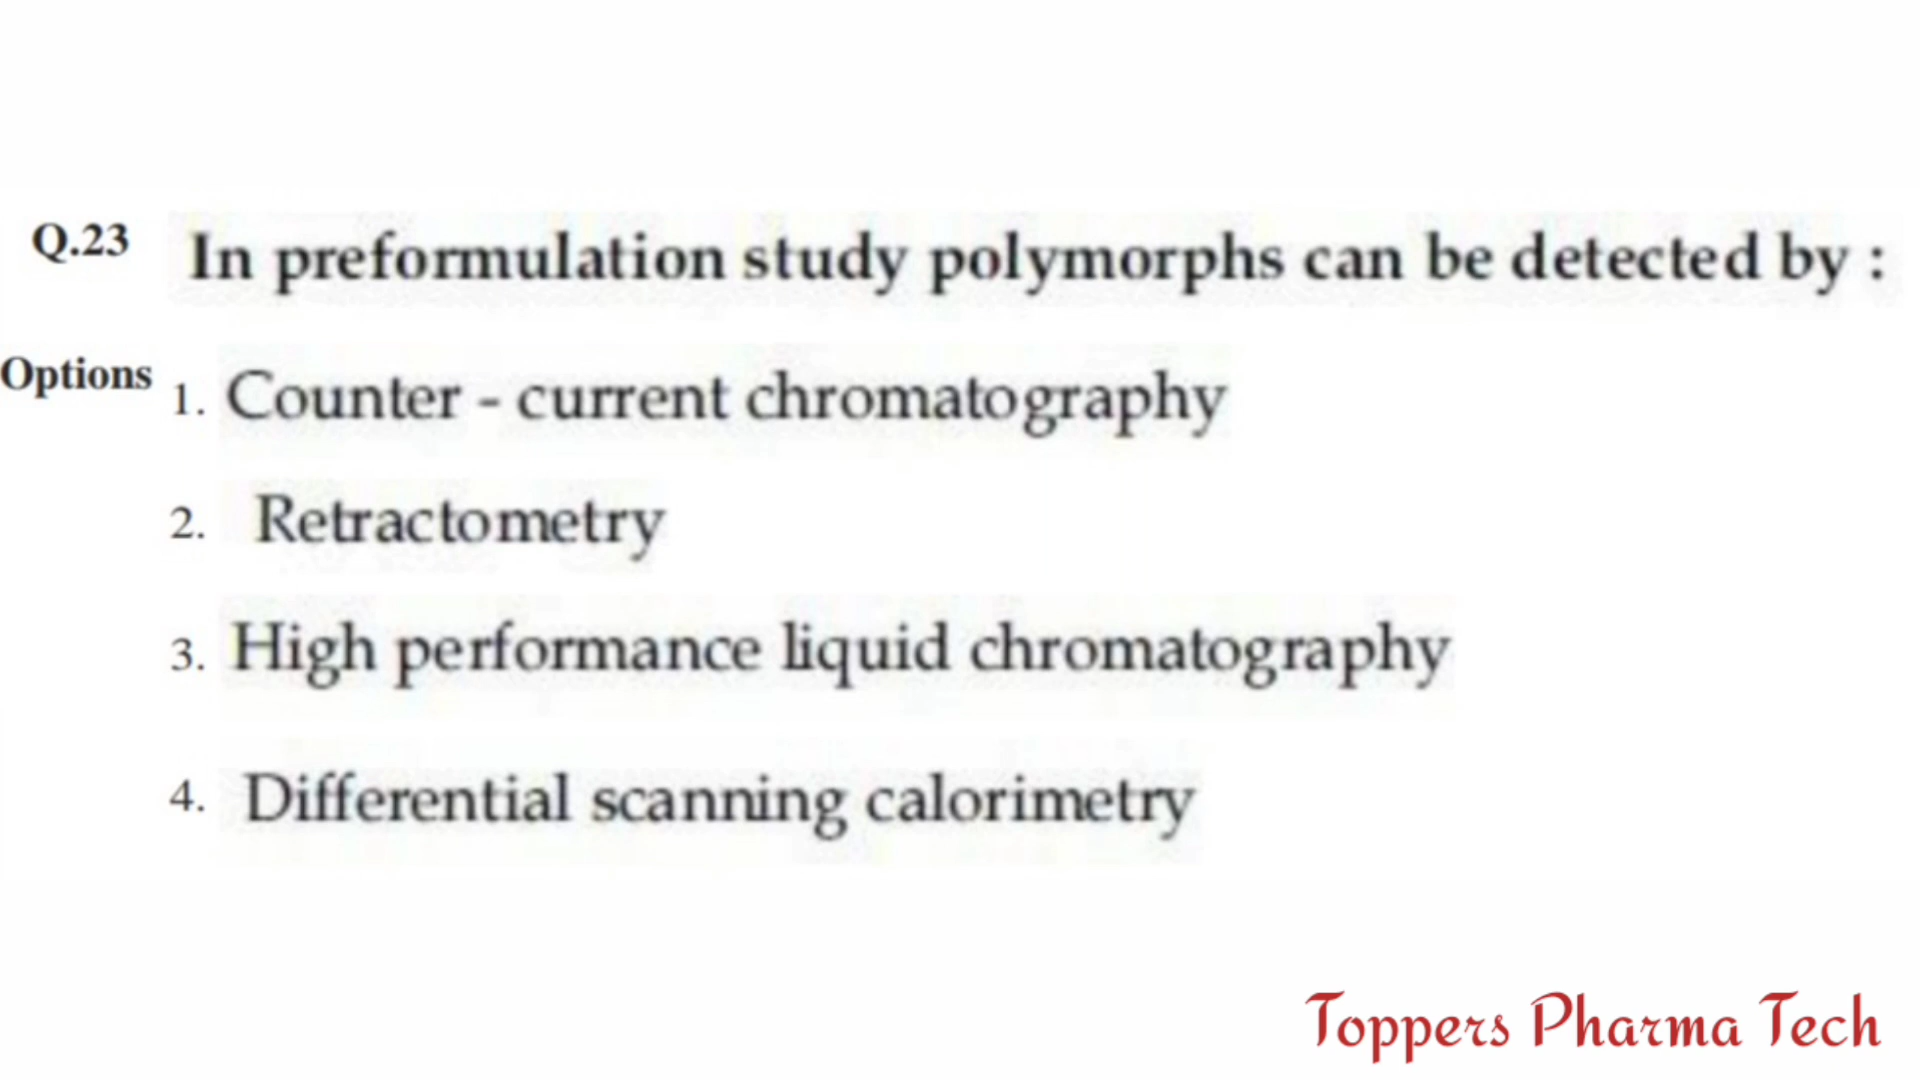 Q.23 In preformulation study polymorphs can be detected by :
Options 1. Counter - current chromatography
2. Retractometry
3. High performance liquid chromatography
4. Differential scanning calorimetry
Toppers Pharma Tech